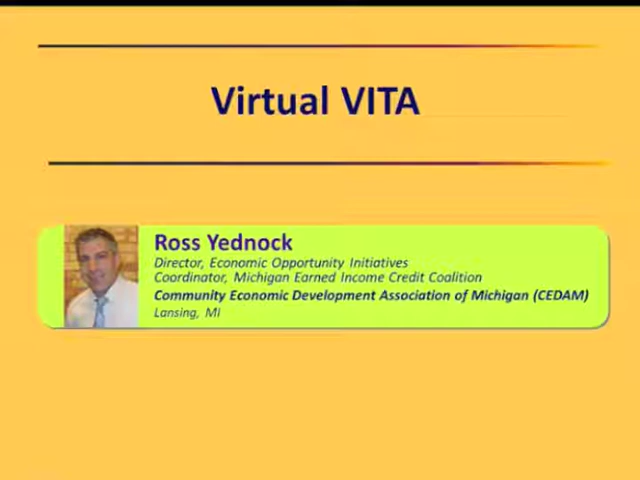 Virtual VITA
Ross Yednock
Director, Economic Opportunity Initiatives
Coordinator, Michigan Earned Income Credit Coalition
Community Economic Development Association of Michigan (CEDAM)
Lansing, MI